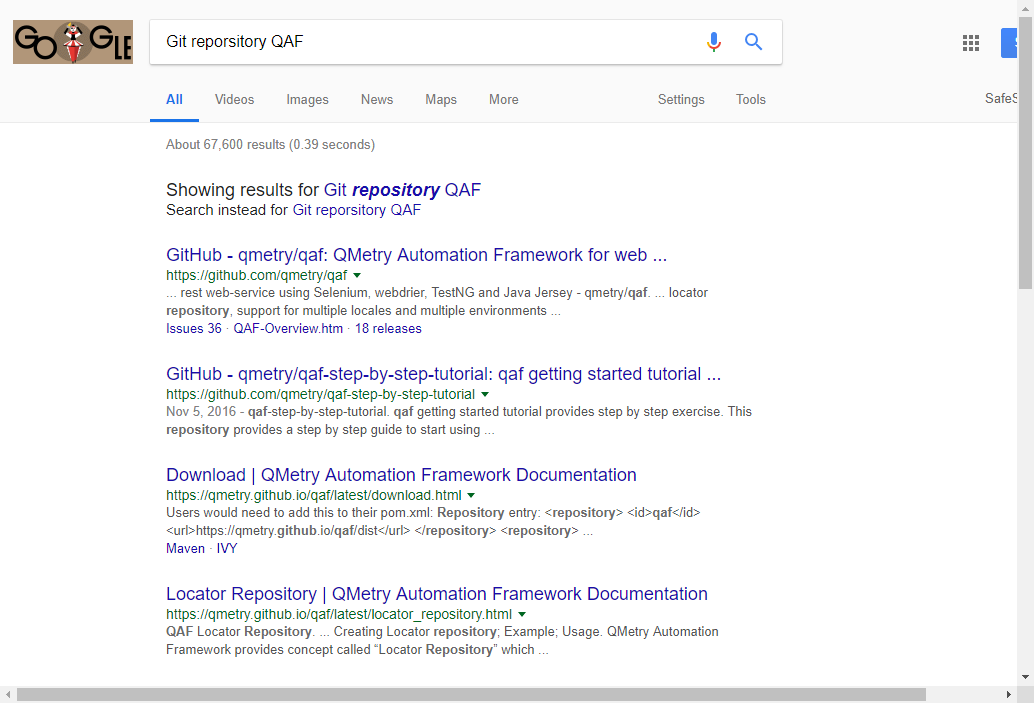 GOOGLE
Git reporsitory QAF
All Videos Images News Maps More Settings Tools SafeS
About 67,600 results (0.39 seconds)
Showing results for Git repository QAF
Search instead for Git reporsitory QAF
GitHub - qmetry/qaf: QMetry Automation Framework for web ...
https://github.com/qmetry/qaf
... rest web-service using Selenium, webdrier, TestNG and Java Jersey - qmetry/qaf. ... locator
repository, support for multiple locales and multiple environments ...
Issues 36 · QAF-Overview.htm · 18 releases
GitHub - qmetry/qaf-step-by-step-tutorial: qaf getting started tutorial ...
https://github.com/qmetry/qaf-step-by-step-tutorial
Nov 5, 2016 - qaf-step-by-step-tutorial. qaf getting started tutorial provides step by step exercise. This
repository provides a step by step guide to start using ...
Download | QMetry Automation Framework Documentation
https://qmetry.github.io/qaf/latest/download.html
Users would need to add this to their pom.xml: Repository entry: <repository> <id>qaf</id>
<url>https://qmetry.github.io/qaf/dist</url> </repository> <repository> ...
Maven · IVY
Locator Repository | QMetry Automation Framework Documentation
https://qmetry.github.io/qaf/latest/locator_repository.html
QAF Locator Repository. ... Creating Locator repository; Example; Usage. QMetry Automation
Framework provides concept called “Locator Repository” which ...